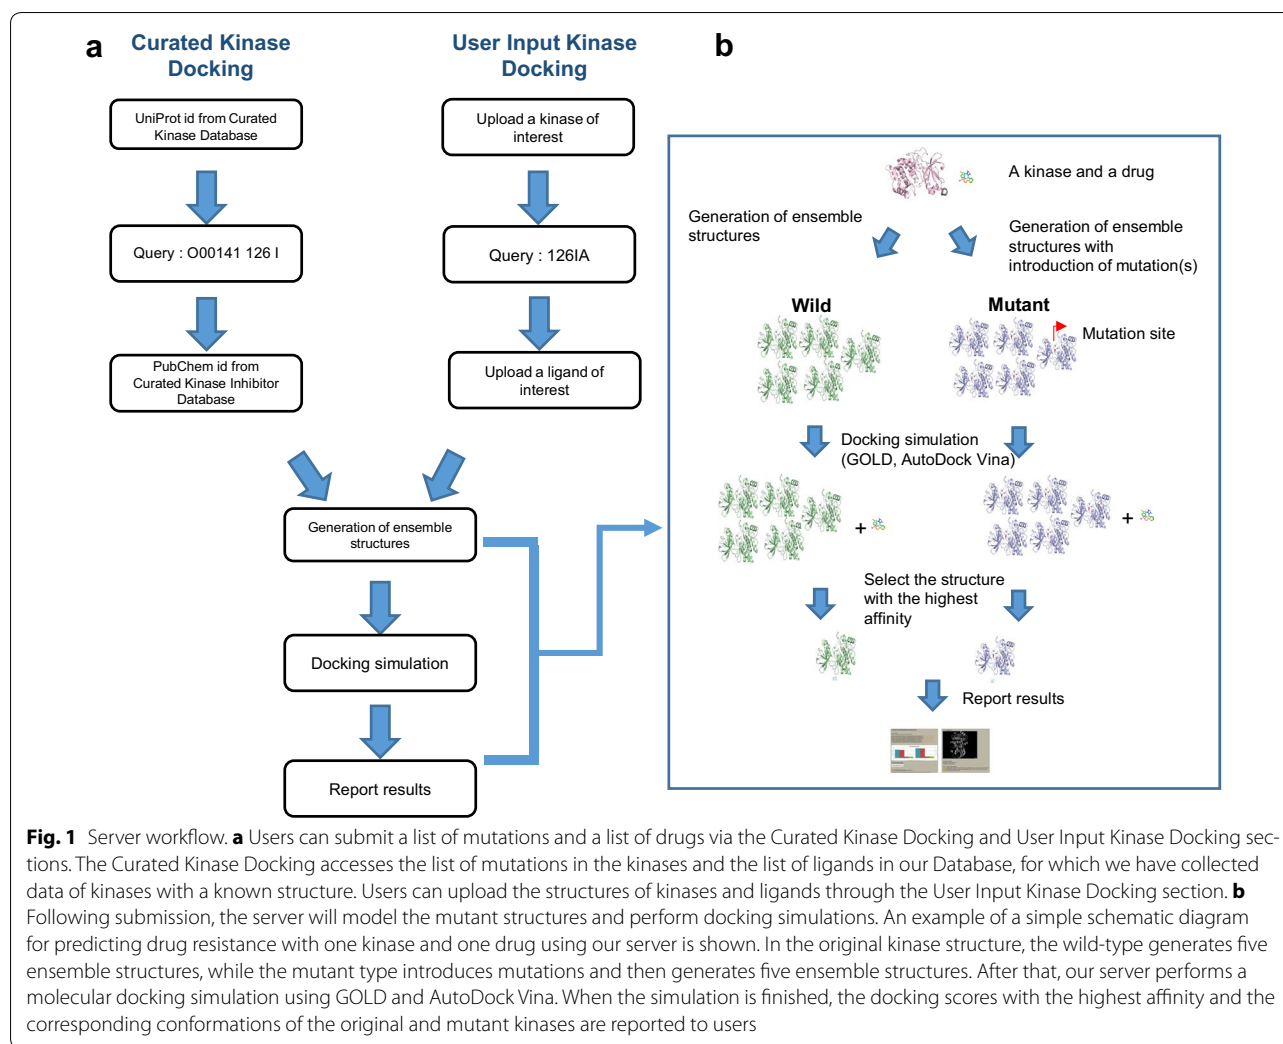 a
Curated Kinase
Docking
UniProt id from Curated
Kinase Database
Query : O00141 126 I
PubChem id from
Curated Kinase Inhibitor
Database
User Input Kinase
Docking
Upload a kinase of
interest
Query : 126IA
Upload a ligand of
interest
Generation of ensemble
structures
Docking simulation
Report results
b
A kinase and a drug
Generation of ensemble
structures
Generation of ensemble
structures with
introduction of mutation(s)
Wild
Mutant
Mutation site
Docking simulation
(GOLD, AutoDock Vina)
+
+
Select the structure
with the highest
affinity
Report results
Fig. 1 Server workflow. a Users can submit a list of mutations and a list of drugs via the Curated Kinase Docking and User Input Kinase Docking sec-
tions. The Curated Kinase Docking accesses the list of mutations in the kinases and the list of ligands in our Database, for which we have collected
data of kinases with a known structure. Users can upload the structures of kinases and ligands through the User Input Kinase Docking section. b
Following submission, the server will model the mutant structures and perform docking simulations. An example of a simple schematic diagram
for predicting drug resistance with one kinase and one drug using our server is shown. In the original kinase structure, the wild-type generates five
ensemble structures, while the mutant type introduces mutations and then generates five ensemble structures. After that, our server performs a
molecular docking simulation using GOLD and AutoDock Vina. When the simulation is finished, the docking scores with the highest affinity and the
corresponding conformations of the original and mutant kinases are reported to users